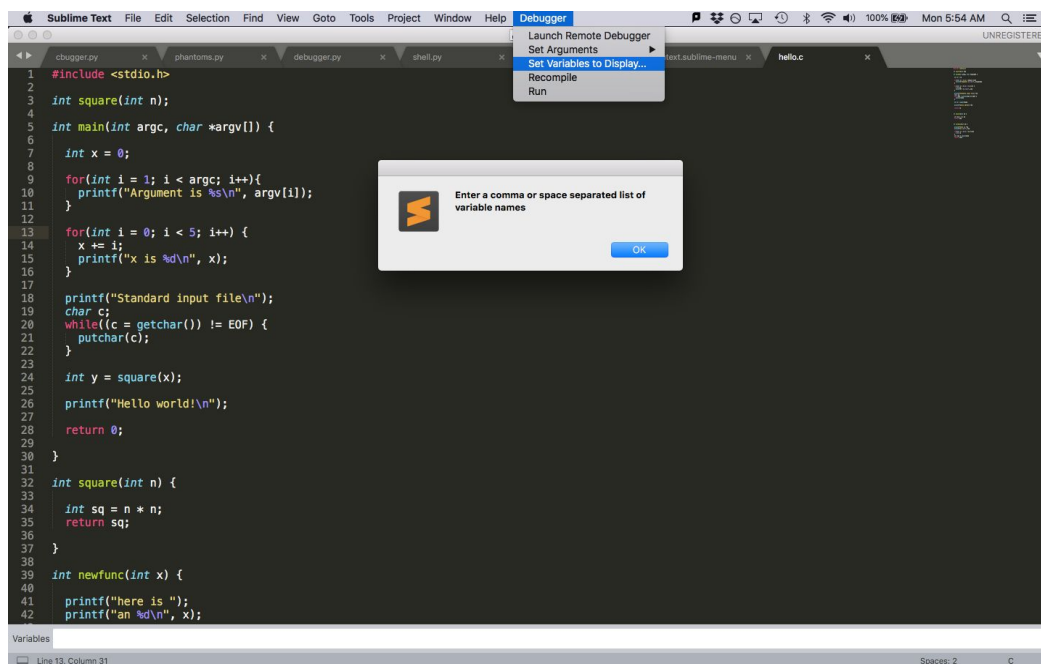 Sublime Text File Edit Selection Find View Goto Tools Project Window Help Debugger 100% Mon 5:54 AM
UNREGISTERE
Launch Remote Debugger
Set Arguments
Set Variables to Display...
Recompile
Run
cbugger.py phantoms.py debugger.py shell.py text.sublime-menu hello.c
1 #include <stdio.h>
2
3 int square(int n);
4
5 int main(int argc, char *argv[]) {
6
7 int x = 0;
8
9 for(int i = 1; i < argc; i++){
10 printf("Argument is %s\n", argv[i]);
11 }
12
13 for(int i = 0; i < 5; i++) {
14 x += i;
15 printf("x is %d\n", x);
16 }
17
18 printf("Standard input file\n");
19 char c;
20 while((c = getchar()) != EOF) {
21 putchar(c);
22 }
23
24 int y = square(x);
25
26 printf("Hello world!\n");
27
28 return 0;
29
30 }
31
32 int square(int n) {
33
34 int sq = n * n;
35 return sq;
36
37 }
38
39 int newfunc(int x) {
40
41 printf("here is ");
42 printf("an %d\n", x);
Enter a comma or space separated list of
variable names
OK
Variables
Line 13, Column 31 Spaces: 2 C